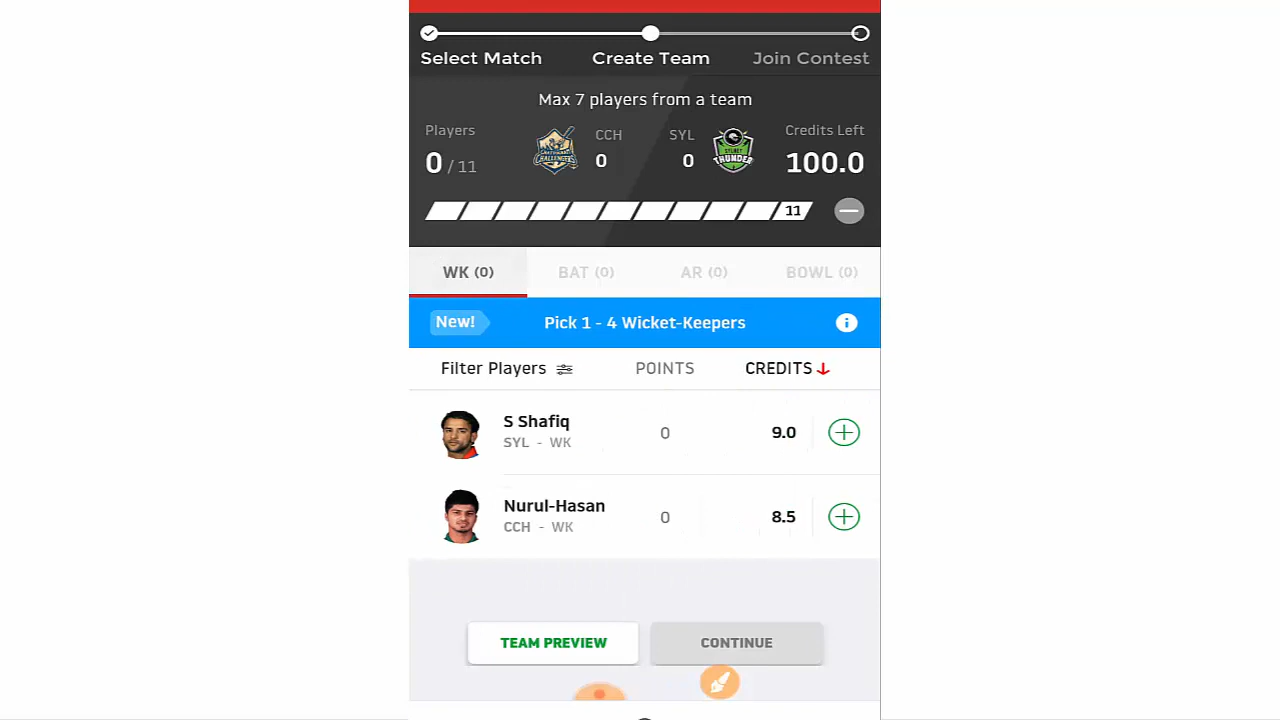 Select Match Create Team Join Contest
Max 7 players from a team
Players CCH SYL Credits Left
0 / 11 0 0 100.0
11
WK (0) BAT (0) AR (0) BOWL (0)
New! Pick 1 - 4 Wicket-Keepers
Filter Players POINTS CREDITS
S Shafiq
SYL - WK 0 9.0
Nurul-Hasan
CCH - WK 0 8.5
TEAM PREVIEW CONTINUE